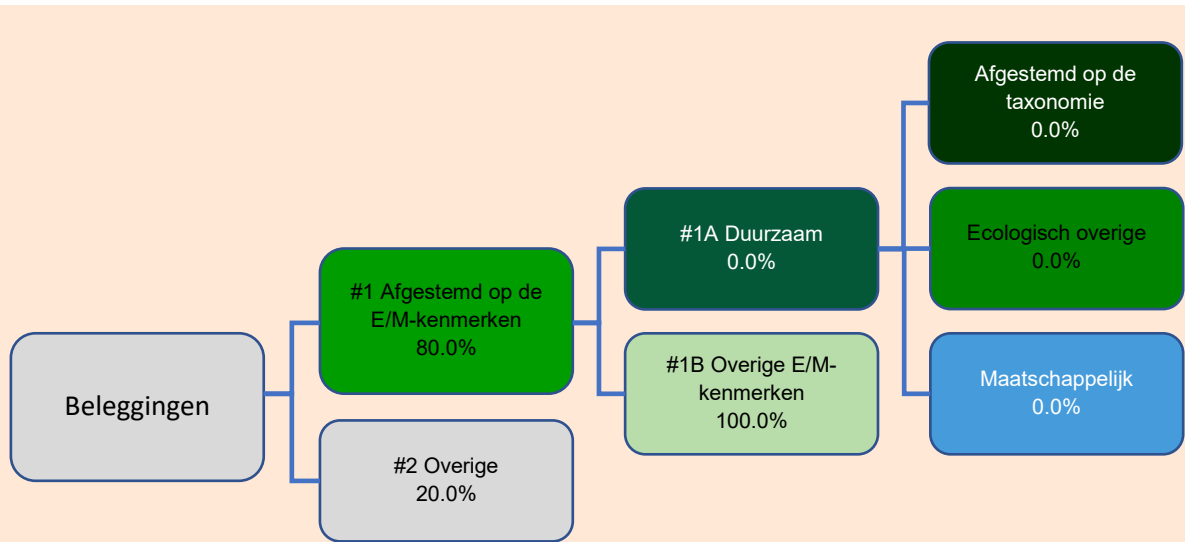 Beleggingen
#1 Afgestemd op de
E/M-kenmerken
80.0%
#2 Overige
20.0%
#1A Duurzaam
0.0%
#1B Overige E/M-
kenmerken
100.0%
Afgestemd op de
taxonomie
0.0%
Ecologisch overige
0.0%
Maatschappelijk
0.0%